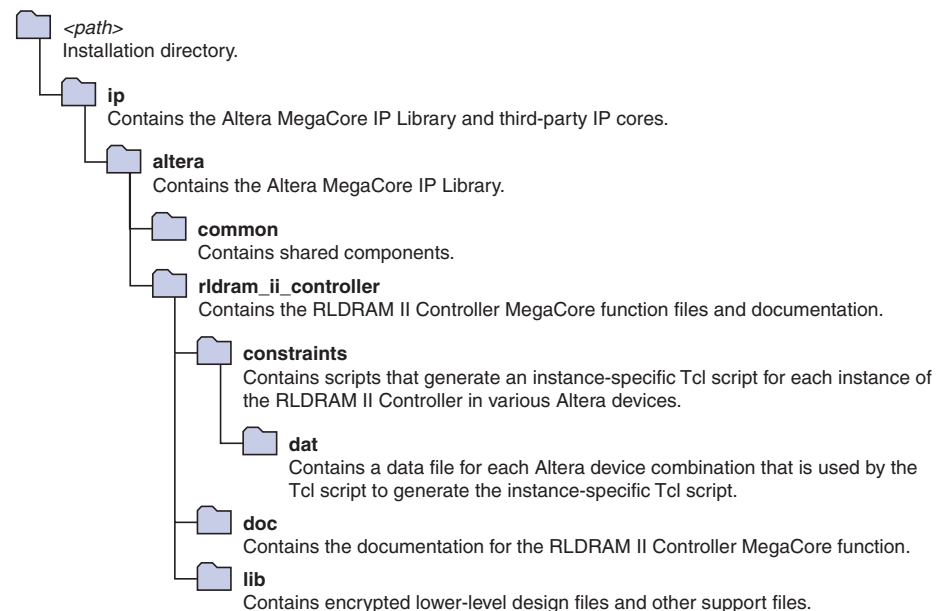 <path>
Installation directory.
ip
Contains the Altera MegaCore IP Library and third-party IP cores.
altera
Contains the Altera MegaCore IP Library.
common
Contains shared components.
rldram_ii_controller
Contains the RLDRAM II Controller MegaCore function files and documentation.
constraints
Contains scripts that generate an instance-specific Tcl script for each instance of
the RLDRAM II Controller in various Altera devices.
dat
Contains a data file for each Altera device combination that is used by the
Tcl script to generate the instance-specific Tcl script.
doc
Contains the documentation for the RLDRAM II Controller MegaCore function.
lib
Contains encrypted lower-level design files and other support files.